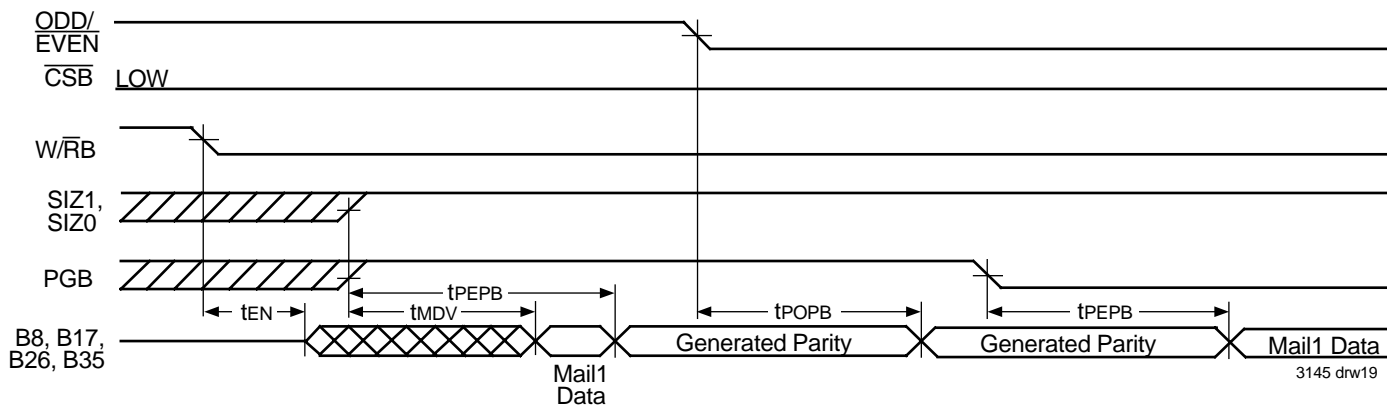 ODD/
EVEN
CSB LOW
W/RB
SIZ1,
SIZ0
PGB
tPEPB
tEN tMDV tPOPB tPEPB
B8, B17,
B26, B35
Generated Parity Generated Parity Mail1 Data
Mail1
Data
3145 drw19